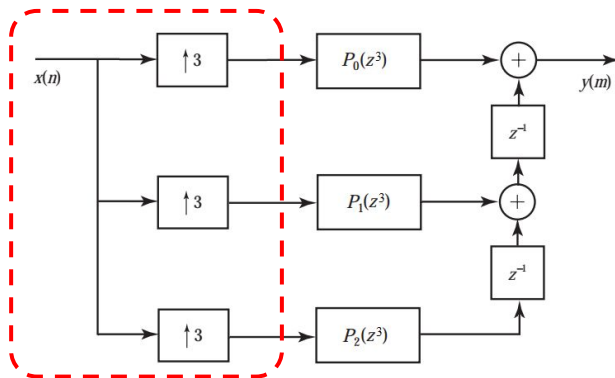 ↑3
P₀(z³)
+
x(n)
y(m)
z⁻¹
↑3
P₁(z³)
+
z⁻¹
↑3
P₂(z³)